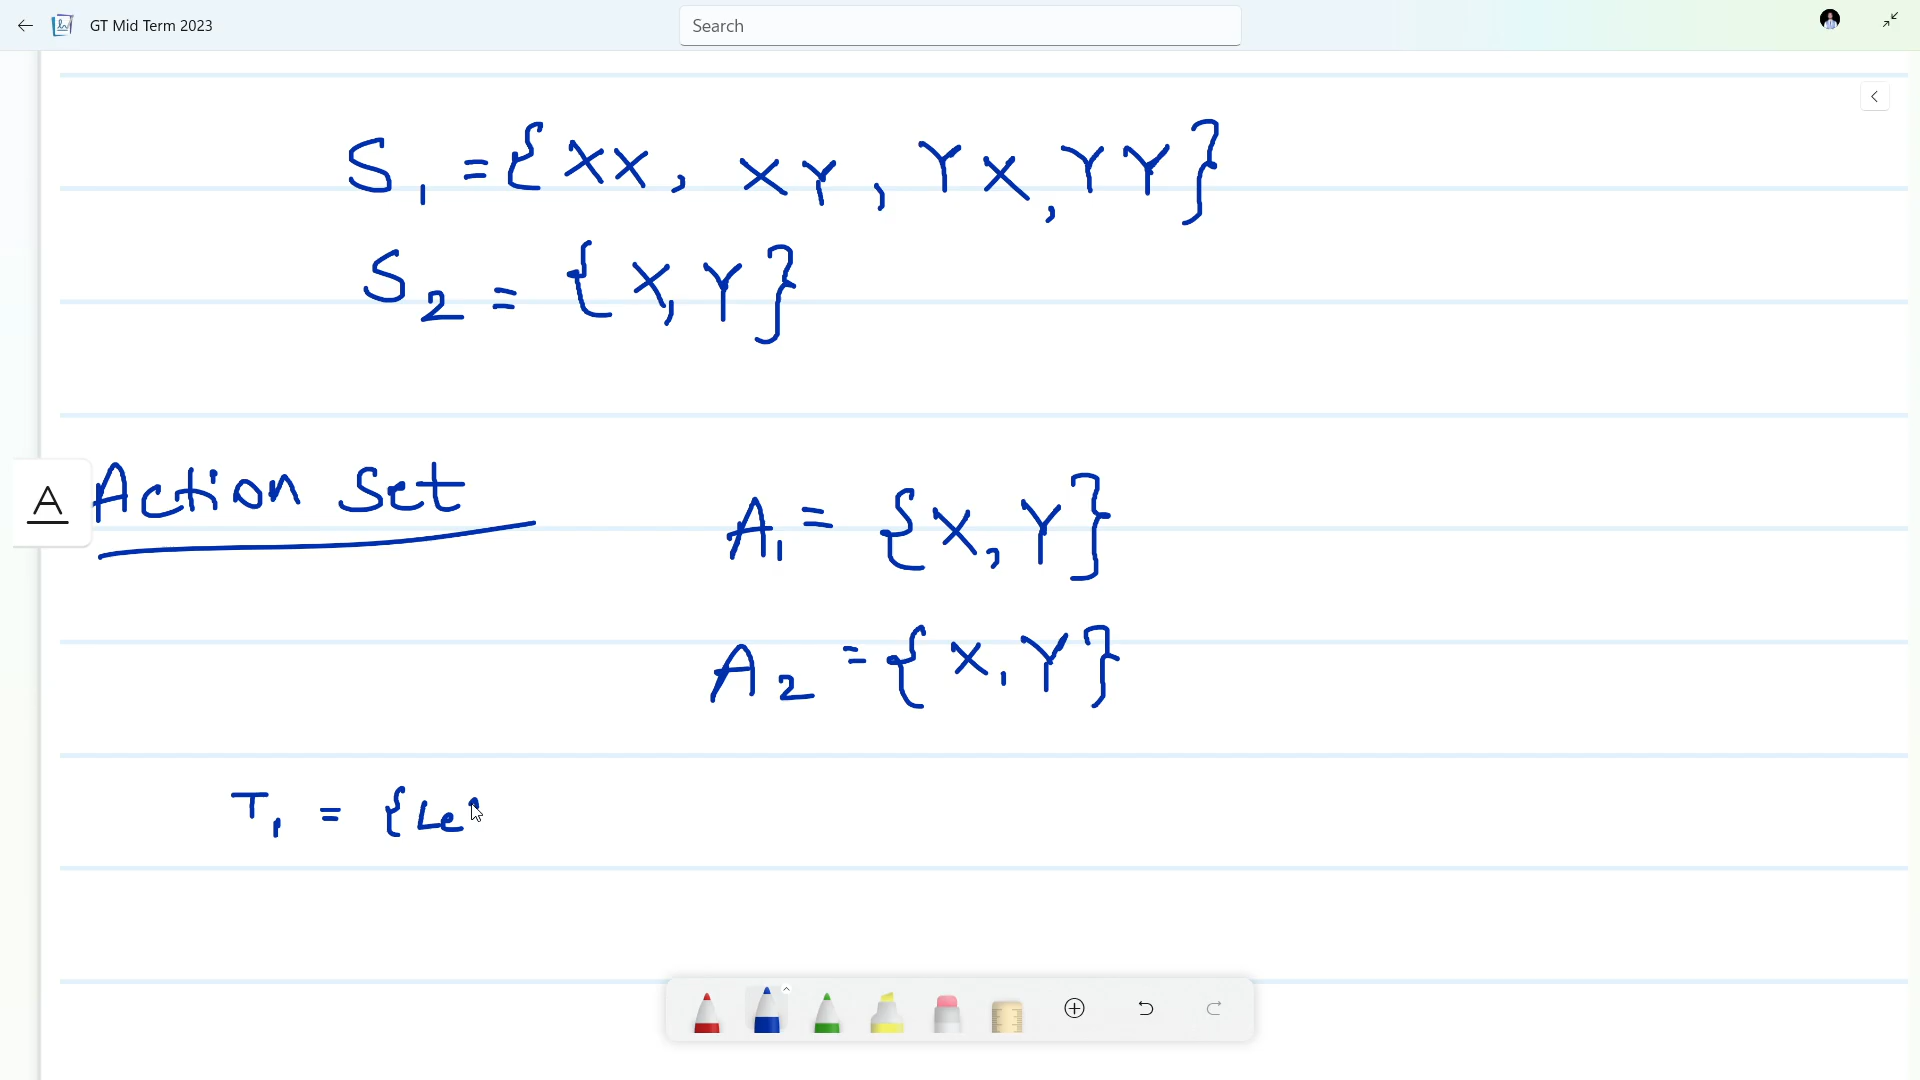 GT Mid Term 2023
Search
S₁ = {XX, XY, YX, YY}
S₂ = {X, Y}
A
Action Set
A₁ = {X, Y}
A₂ = {X, Y}
T₁ = {Le